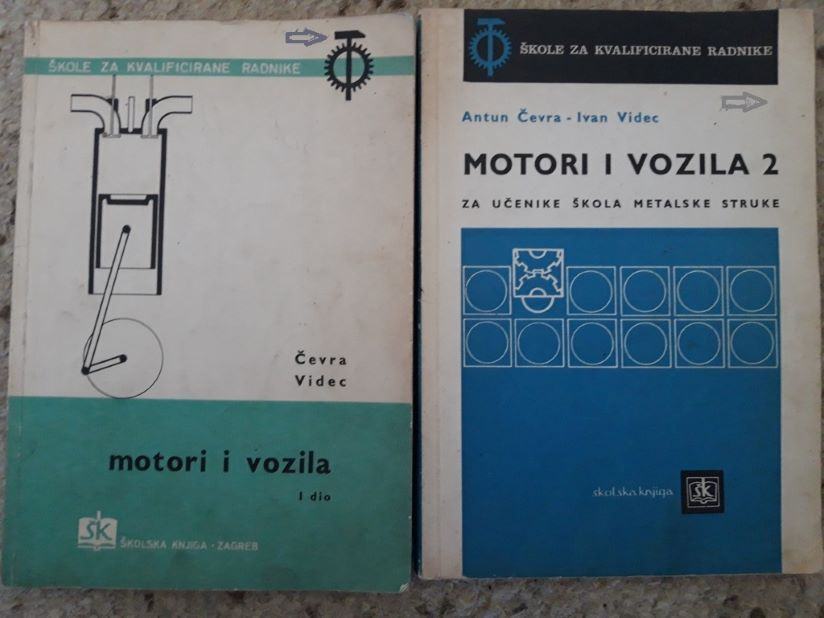 ŠKOLE ZA KVALIFICIRANE RADNIKE
Čevra
Videc
motori i vozila
I dio
ŠK
ŠKOLSKA KNJIGA - ZAGREB
ŠKOLE ZA KVALIFICIRANE RADNIKE
Antun Čevra - Ivan Videc
MOTORI I VOZILA 2
ZA UČENIKE ŠKOLA METALSKE STRUKE
školska knjiga
ŠK